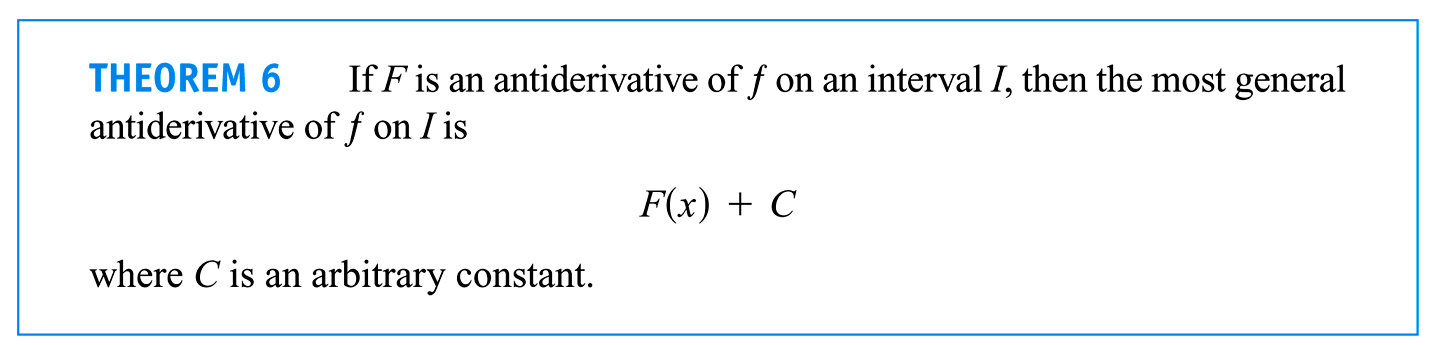 THEOREM 6 If F is an antiderivative of f on an interval I, then the most general
antiderivative of f on I is
F(x) + C
where C is an arbitrary constant.